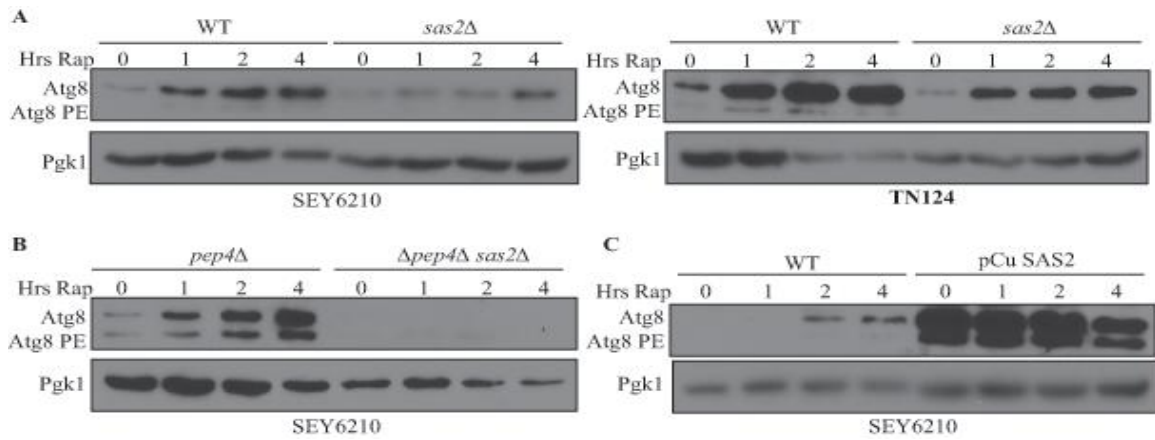 A
WT sas2Δ
Hrs Rap 0 1 2 4 0 1 2 4
Atg8
Atg8 PE
Pgk1
SEY6210
WT sas2Δ
Hrs Rap 0 1 2 4 0 1 2 4
Atg8
Atg8 PE
Pgk1
TN124
B
pep4Δ Δpep4Δ sas2Δ
Hrs Rap 0 1 2 4 0 1 2 4
Atg8
Atg8 PE
Pgk1
SEY6210
C
WT pCu SAS2
Hrs Rap 0 1 2 4 0 1 2 4
Atg8
Atg8 PE
Pgk1
SEY6210